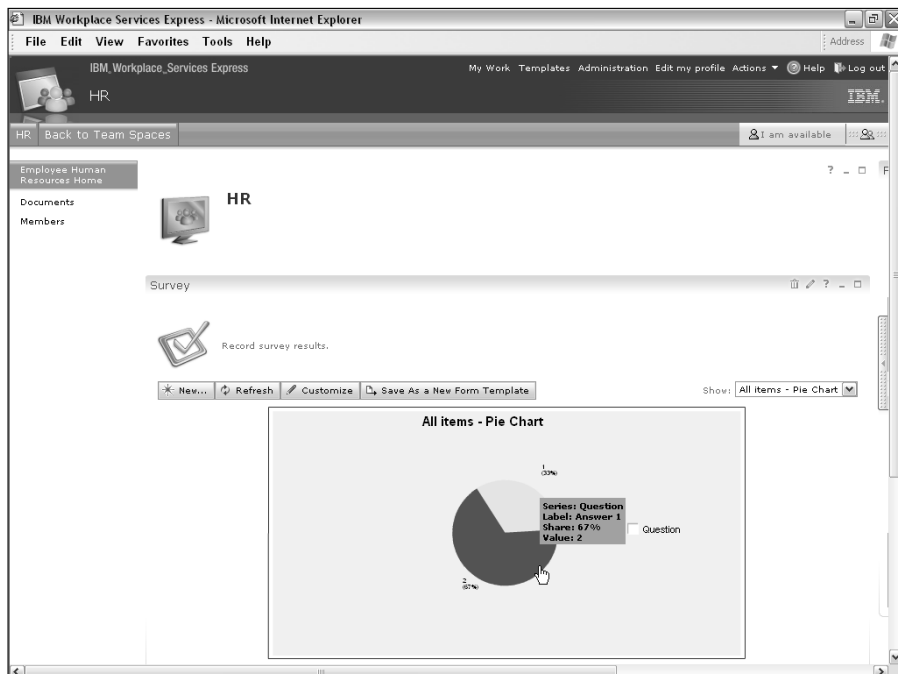 IBM Workplace Services Express - Microsoft Internet Explorer
File Edit View Favorites Tools Help
Address
IBM_Workplace_Services Express
My Work Templates Administration Edit my profile Actions Help Log out
HR
IBM.
HR Back to Team Spaces
I am available
Employee Human
Resources Home
Documents
Members
HR
Survey
Record survey results.
New... Refresh Customize Save As a New Form Template
Show: All items - Pie Chart
All items - Pie Chart
1
(33%)
Series: Question
Label: Answer 1
Share: 67%
Value: 2
Question
2
(67%)